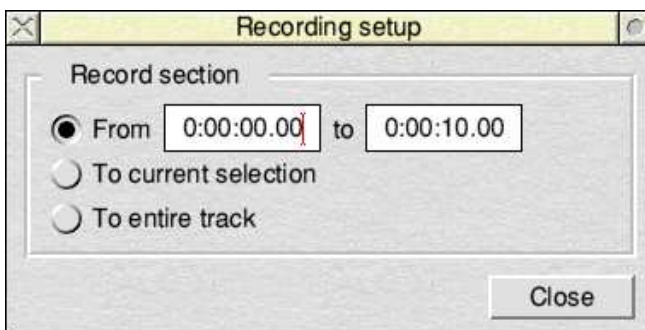 Recording setup
Record section
From 0:00:00.00 to 0:00:10.00
To current selection
To entire track
Close